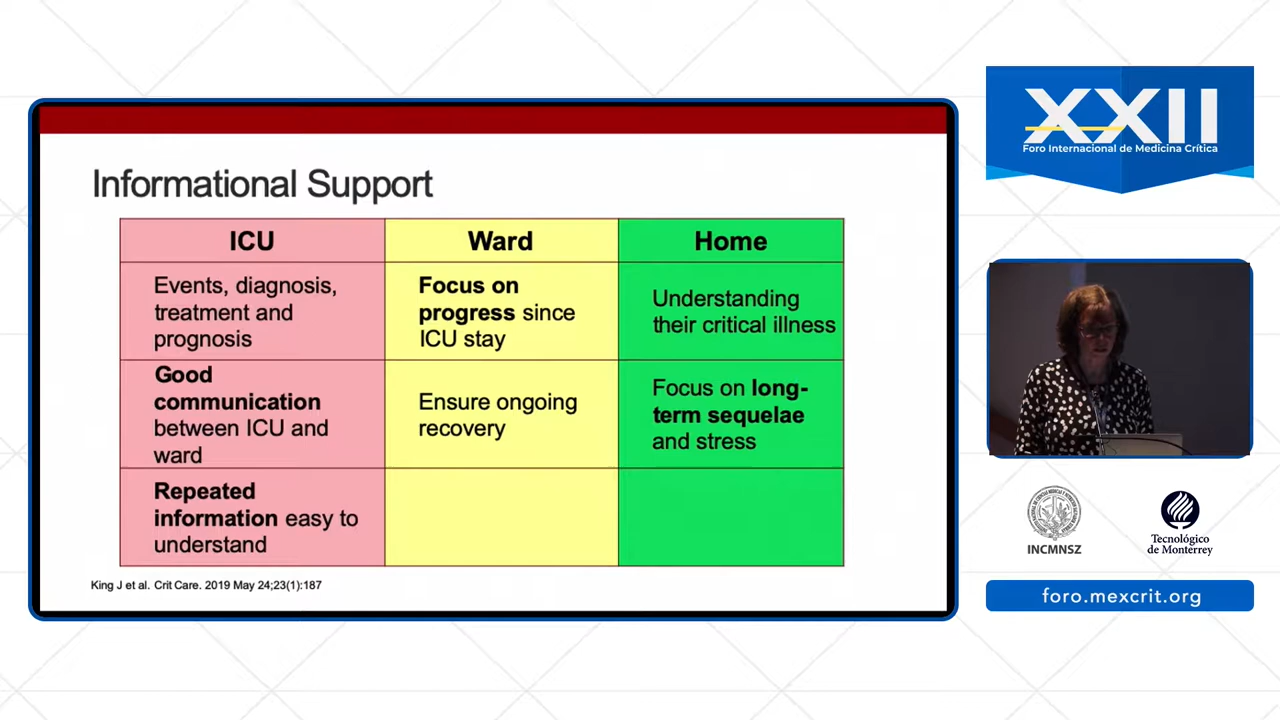 Informational Support
ICU
Ward
Home
Events, diagnosis,
treatment and
prognosis
Focus on
progress since
ICU stay
Understanding
their critical illness
Good
communication
between ICU and
ward
Ensure ongoing
recovery
Focus on long-
term sequelae
and stress
Repeated
information easy to
understand
King J et al. Crit Care. 2019 May 24;23(1):187
XXII
Foro Internacional de Medicina Crítica
INCMNSZ
Tecnológico
de Monterrey
foro.mexcrit.org